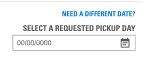 NEED A DIFFERENT DATE?
SELECT A REQUESTED PICKUP DAY
00/00/0000